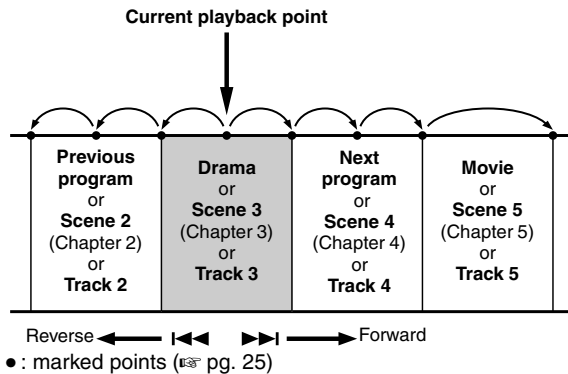 Current playback point
Previous program
or
Scene 2
(Chapter 2)
or
Track 2
Drama
or
Scene 3
(Chapter 3)
or
Track 3
Next program
or
Scene 4
(Chapter 4)
or
Track 4
Movie
or
Scene 5
(Chapter 5)
or
Track 5
Reverse
Forward
● : marked points (☞ pg. 25)